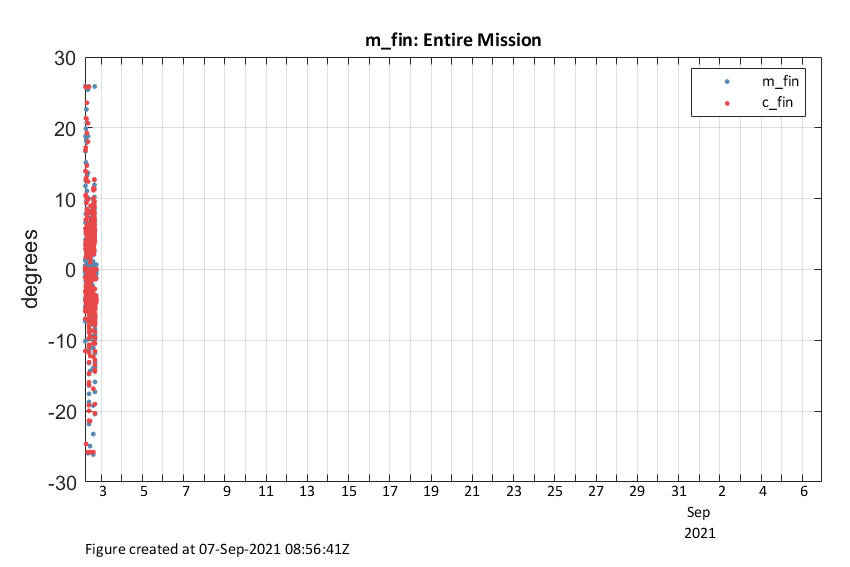 m_fin: Entire Mission
30
20
10
0
-10
-20
-30
degrees
m_fin
c_fin
3 5 7 9 11 13 15 17 19 21 23 25 27 29 31 2 4 6
Sep
2021
Figure created at 07-Sep-2021 08:56:41Z